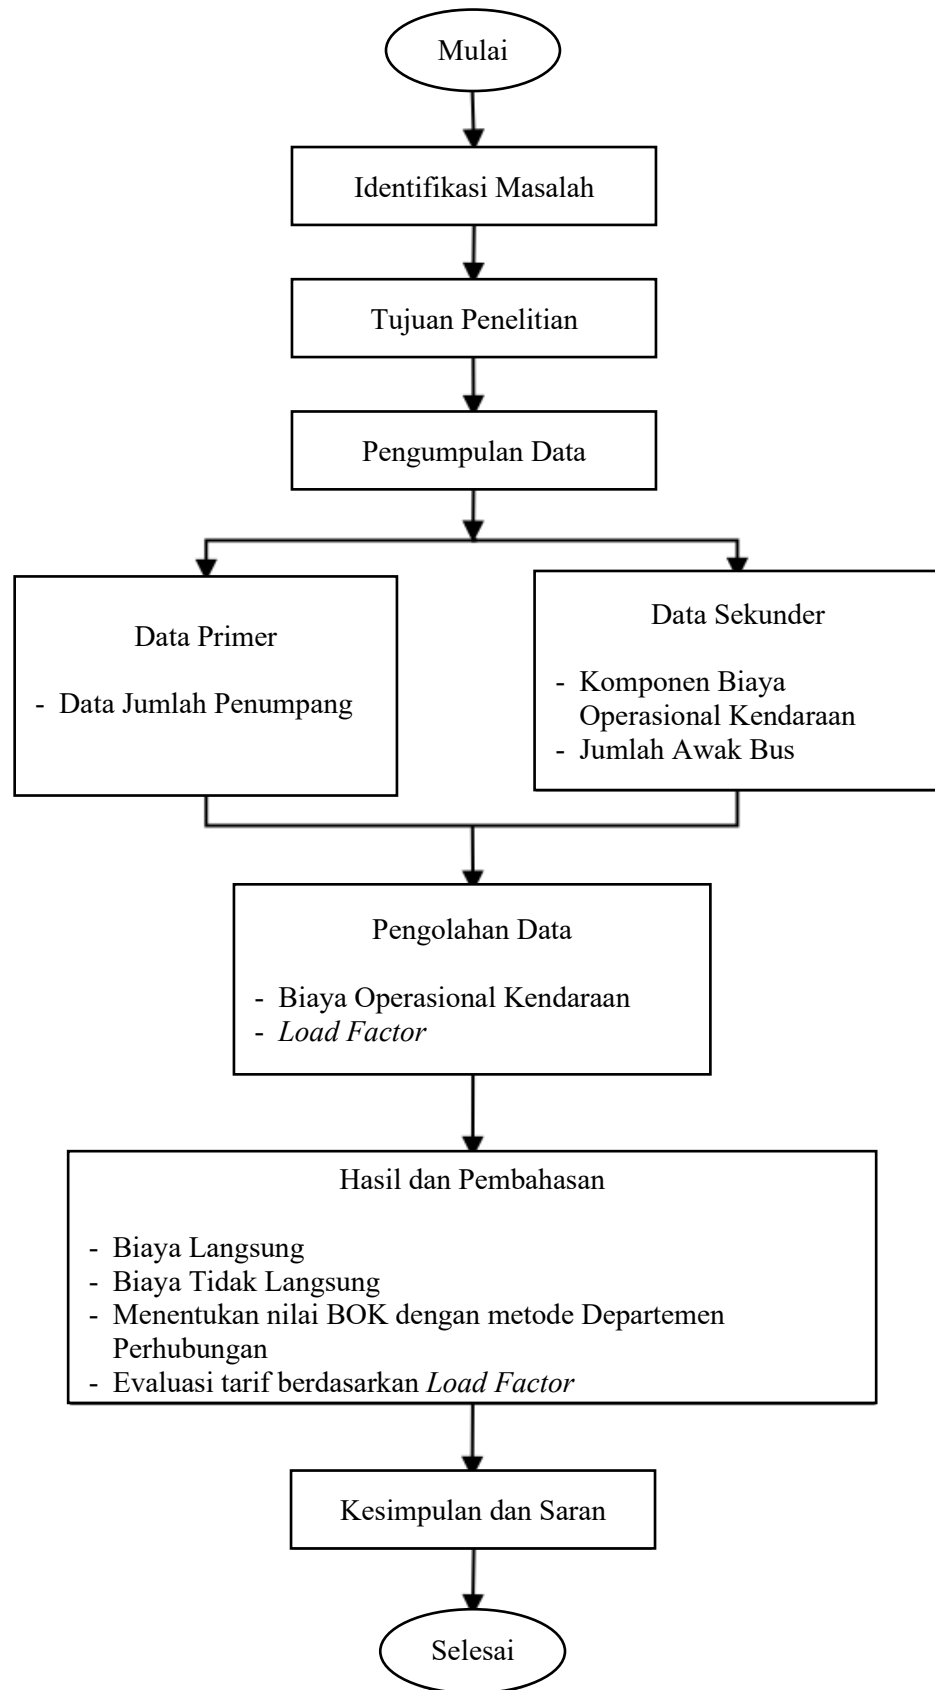 Mulai
Identifikasi Masalah
Tujuan Penelitian
Pengumpulan Data
Data Primer
- Data Jumlah Penumpang
Data Sekunder
- Komponen Biaya
Operasional Kendaraan
- Jumlah Awak Bus
Pengolahan Data
- Biaya Operasional Kendaraan
- Load Factor
Hasil dan Pembahasan
- Biaya Langsung
- Biaya Tidak Langsung
- Menentukan nilai BOK dengan metode Departemen
Perhubungan
- Evaluasi tarif berdasarkan Load Factor
Kesimpulan dan Saran
Selesai